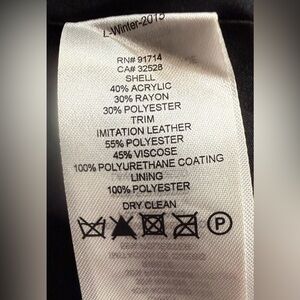 L-Winter-2015
RN# 91714
CA# 32528
SHELL
40% ACRYLIC
30% RAYON
30% POLYESTER
TRIM
IMITATION LEATHER
55% POLYESTER
45% VISCOSE
100% POLYURETHANE COATING
LINING
100% POLYESTER
DRY CLEAN
P